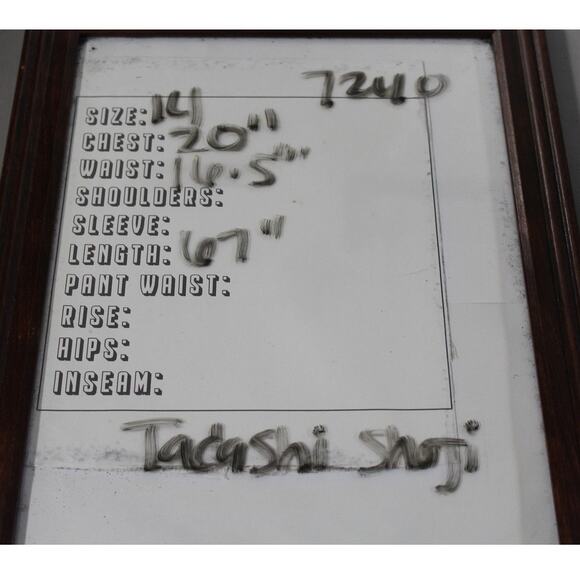 7240
SIZE: 14
CHEST: 20"
WAIST: 16.5"
SHOULDERS:
SLEEVE:
LENGTH: 67"
PANT WAIST:
RISE:
HIPS:
INSEAM:
Tadashi Shoji